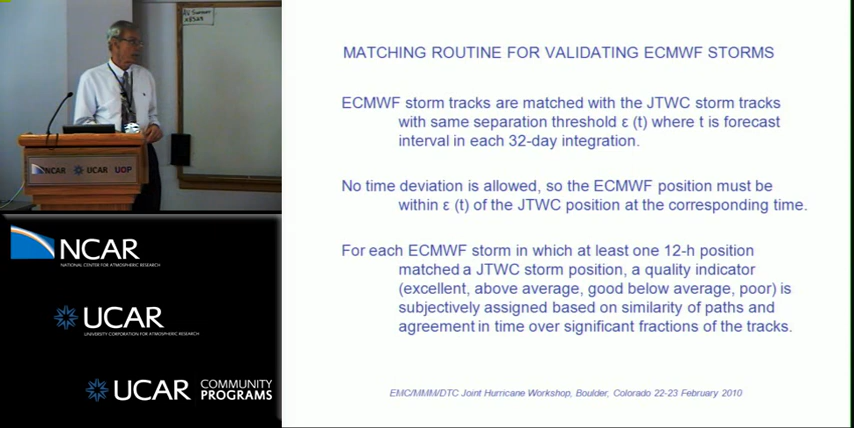 MATCHING ROUTINE FOR VALIDATING ECMWF STORMS
ECMWF storm tracks are matched with the JTWC storm tracks
with same separation threshold ε (t) where t is forecast
interval in each 32-day integration.
No time deviation is allowed, so the ECMWF position must be
within ε (t) of the JTWC position at the corresponding time.
For each ECMWF storm in which at least one 12-h position
matched a JTWC storm position, a quality indicator
(excellent, above average, good below average, poor) is
subjectively assigned based on similarity of paths and
agreement in time over significant fractions of the tracks.
EMC/MMM/DTC Joint Hurricane Workshop, Boulder, Colorado 22-23 February 2010
NCAR UCAR UOP
NCAR
NATIONAL CENTER FOR ATMOSPHERIC RESEARCH
UCAR
UNIVERSITY CORPORATION FOR ATMOSPHERIC RESEARCH
UCAR COMMUNITY
PROGRAMS